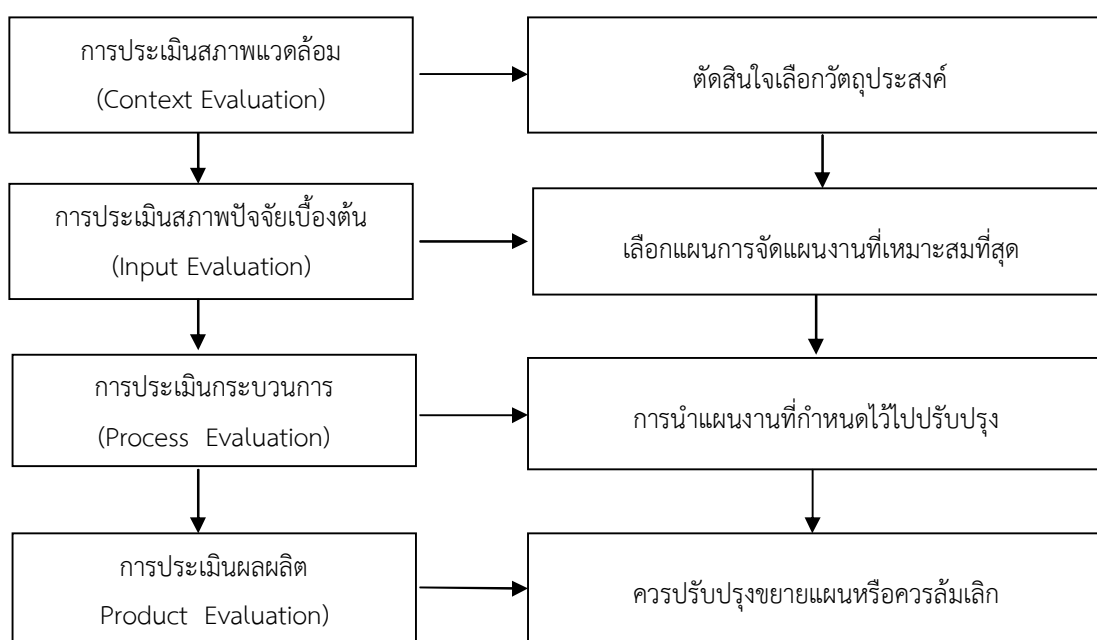 การประเมินสภาพแวดล้อม
(Context Evaluation)
ตัดสินใจเลือกวัตถุประสงค์
การประเมินสภาพปัจจัยเบื้องต้น
(Input Evaluation)
เลือกแผนการจัดแผนงานที่เหมาะสมที่สุด
การประเมินกระบวนการ
(Process Evaluation)
การนำแผนงานที่กำหนดไว้ไปปรับปรุง
การประเมินผลผลิต
Product Evaluation)
ควรปรับปรุงขยายแผนหรือควรล้มเลิก